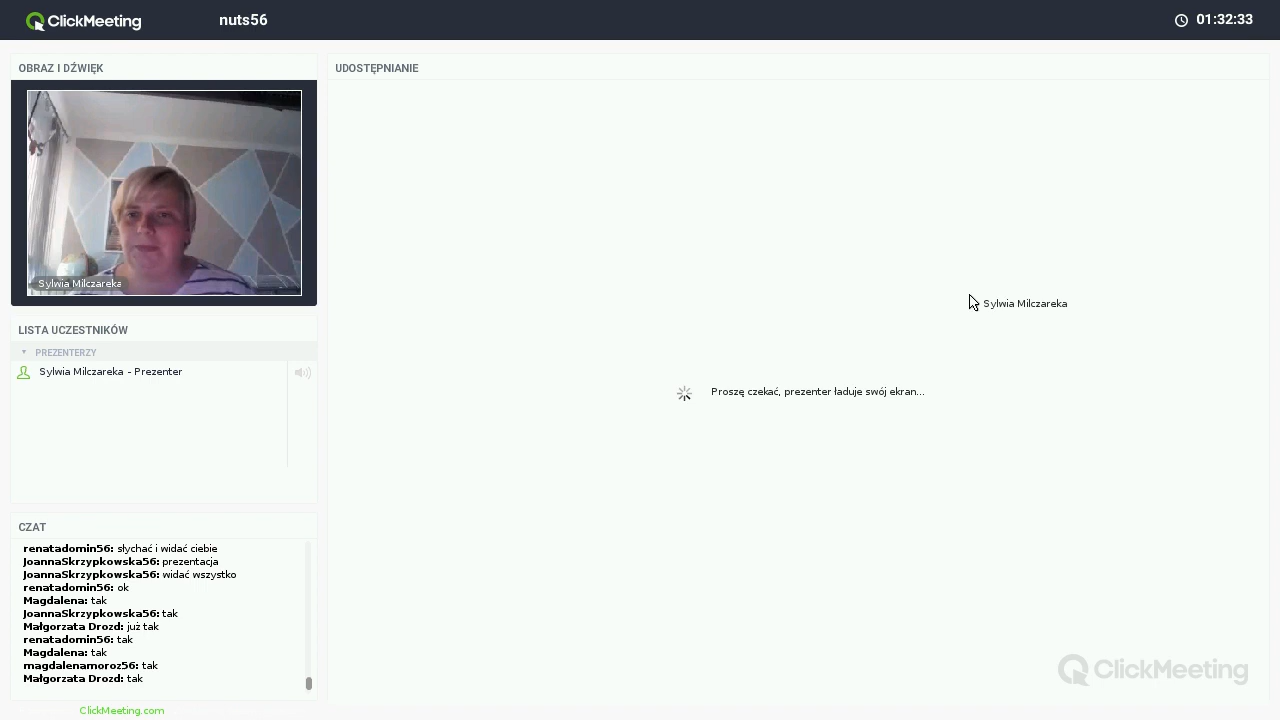 ClickMeeting
nuts56
01:32:33
OBRAZ I DŹWIĘK
Sylwia Milczareka
LISTA UCZESTNIKÓW
PREZENTERZY
Sylwia Milczareka - Prezenter
CZAT
renatadomin56: słychać i widać ciebie
JoannaSkrzypkowska56: prezentacja
JoannaSkrzypkowska56: widać wszystko
renatadomin56: ok
Magdalena: tak
JoannaSkrzypkowska56: tak
Małgorzata Drozd: już tak
renatadomin56: tak
Magdalena: tak
magdalenamoroz56: tak
Małgorzata Drozd: tak
ClickMeeting.com
UDOSTĘPNIANIE
Sylwia Milczareka
Proszę czekać, prezenter ładuje swój ekran...
ClickMeeting